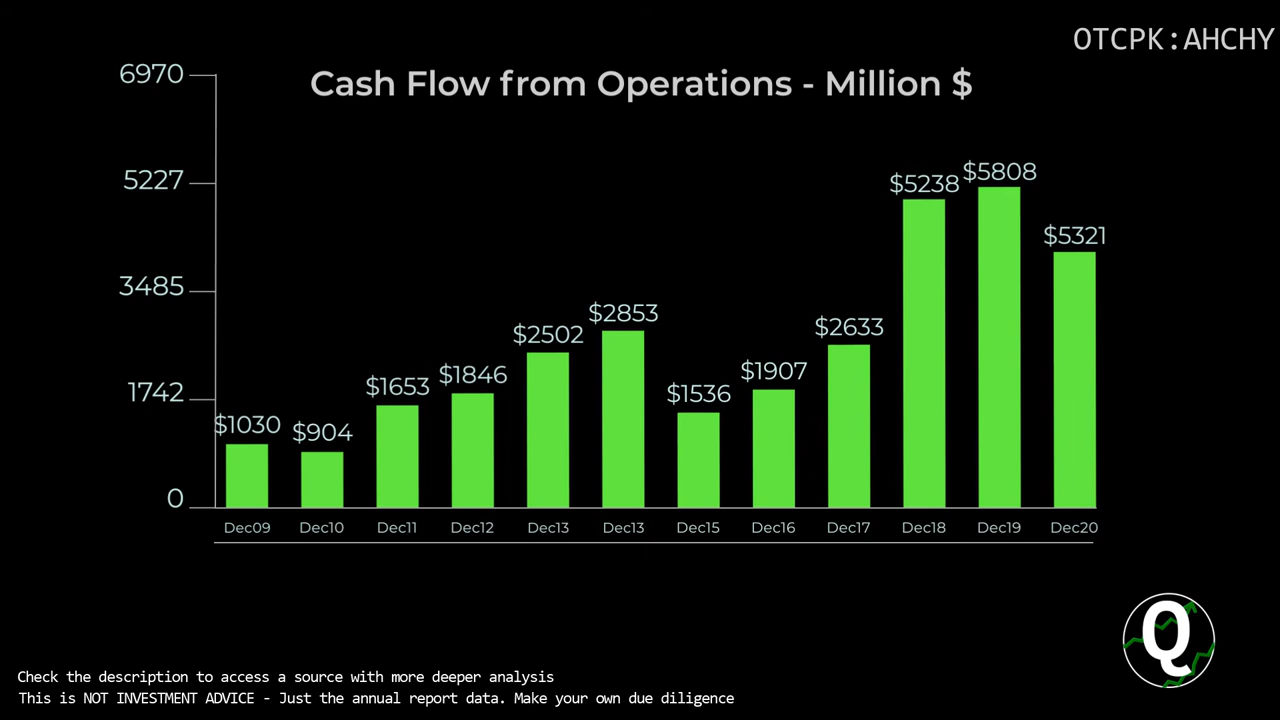 OTCPK:AHCHY
Cash Flow from Operations - Million $
6970
5227
3485
1742
0
$1030
$904
$1653
$1846
$2502
$2853
$1536
$1907
$2633
$5238
$5808
$5321
Dec09 Dec10 Dec11 Dec12 Dec13 Dec13 Dec15 Dec16 Dec17 Dec18 Dec19 Dec20
Q
Check the description to access a source with more deeper analysis
This is NOT INVESTMENT ADVICE - Just the annual report data. Make your own due diligence